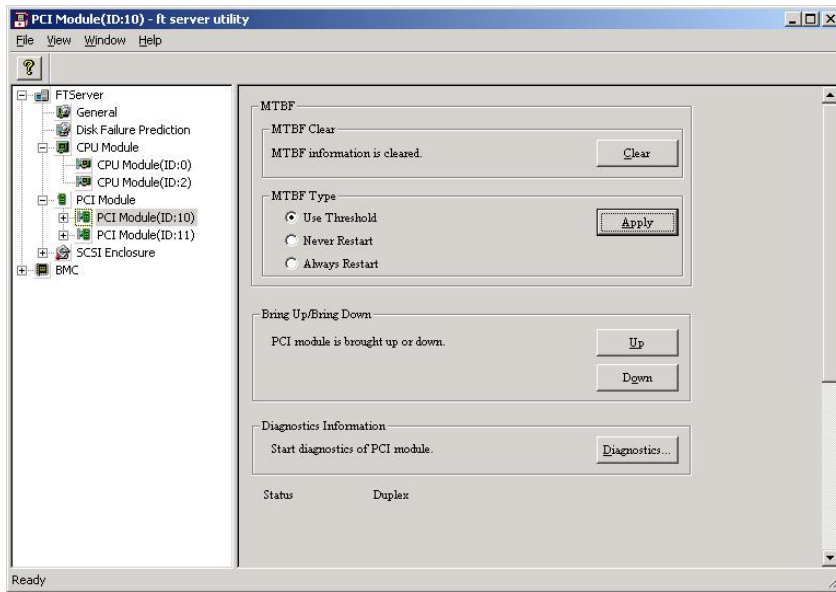 PCI Module(ID:10) - ft server utility
File View Window Help
FTServer
General
Disk Failure Prediction
CPU Module
CPU Module(ID:0)
CPU Module(ID:2)
PCI Module
PCI Module(ID:10)
PCI Module(ID:11)
SCSI Enclosure
BMC
MTBF
MTBF Clear
MTBF information is cleared.
Clear
MTBF Type
Use Threshold
Apply
Never Restart
Always Restart
Bring Up/Bring Down
PCI module is brought up or down.
Up
Down
Diagnostics Information
Start diagnostics of PCI module.
Diagnostics...
Status Duplex
Ready